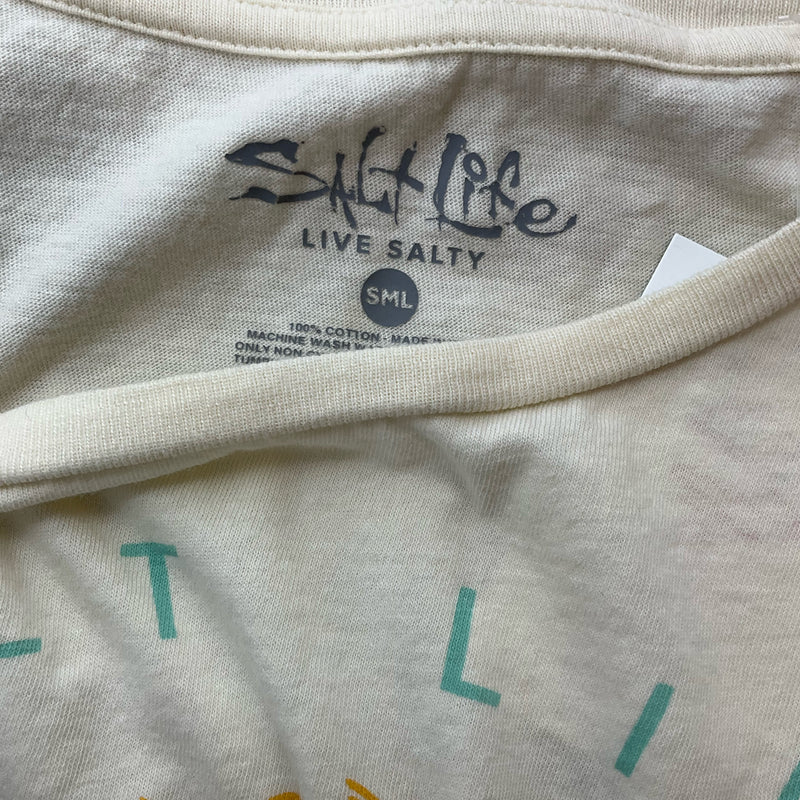 Salt Life
LIVE SALTY
SML
100% COTTON - MADE
MACHINE WASH
ONLY NON
T L I